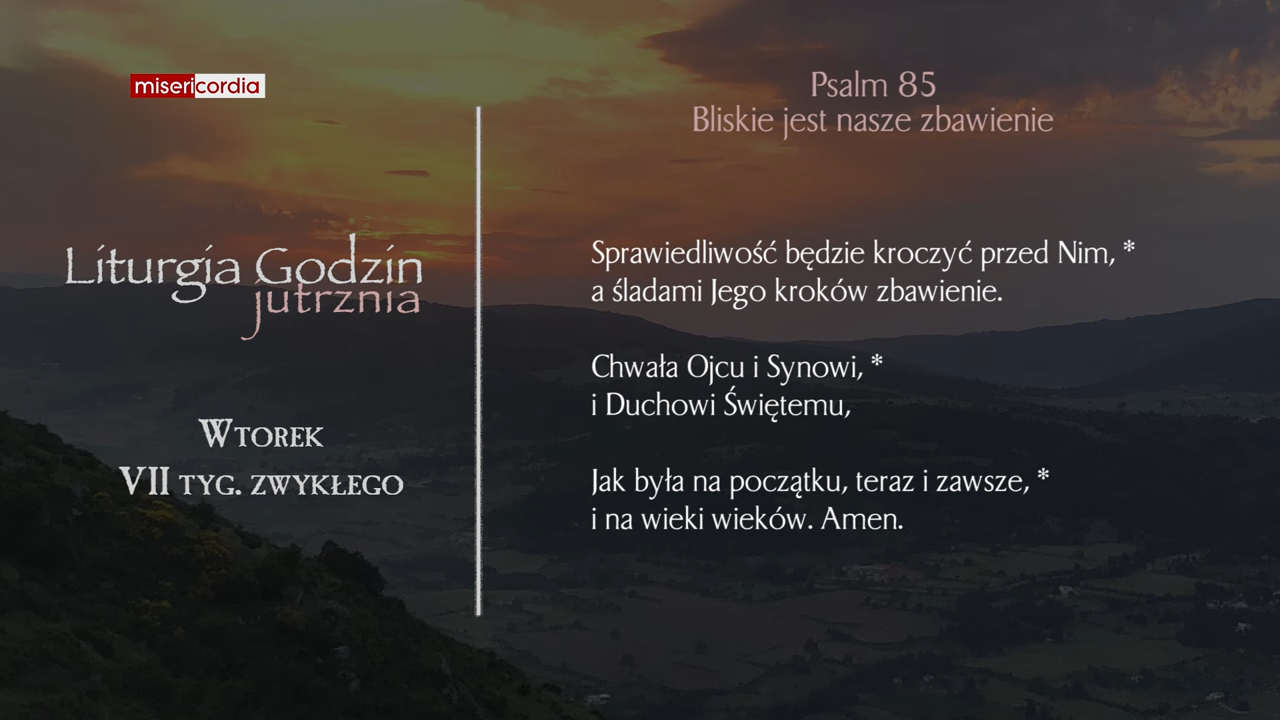 misericordia
Liturgia Godzin
jutrznia
Wtorek
VII tyg. zwykłego
Psalm 85
Bliskie jest nasze zbawienie
Sprawiedliwość będzie kroczyć przed Nim, *
a śladami Jego kroków zbawienie.
Chwała Ojcu i Synowi, *
i Duchowi Świętemu,
Jak była na początku, teraz i zawsze, *
i na wieki wieków. Amen.